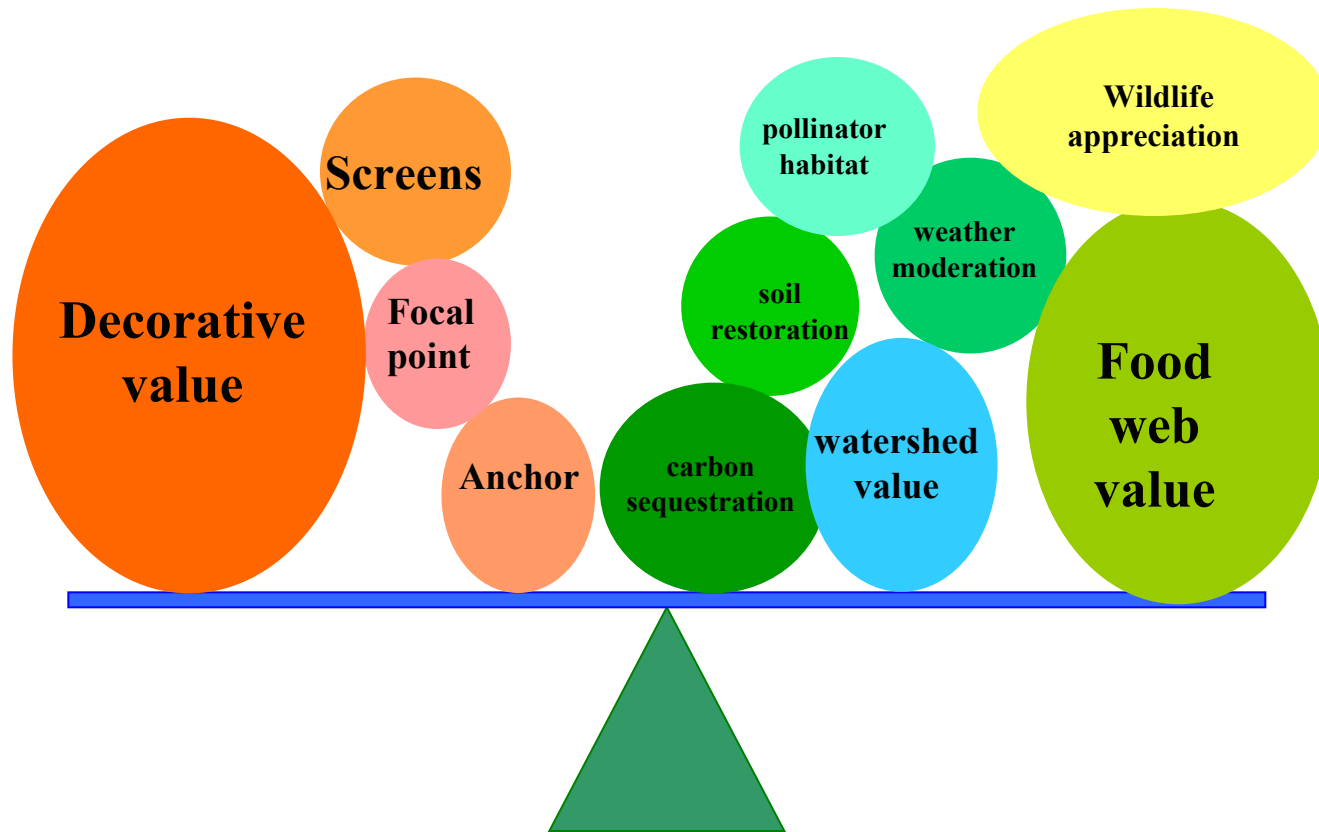 Decorative
value
Screens
Focal
point
Anchor
pollinator
habitat
Wildlife
appreciation
weather
moderation
soil
restoration
carbon
sequestration
watershed
value
Food
web
value